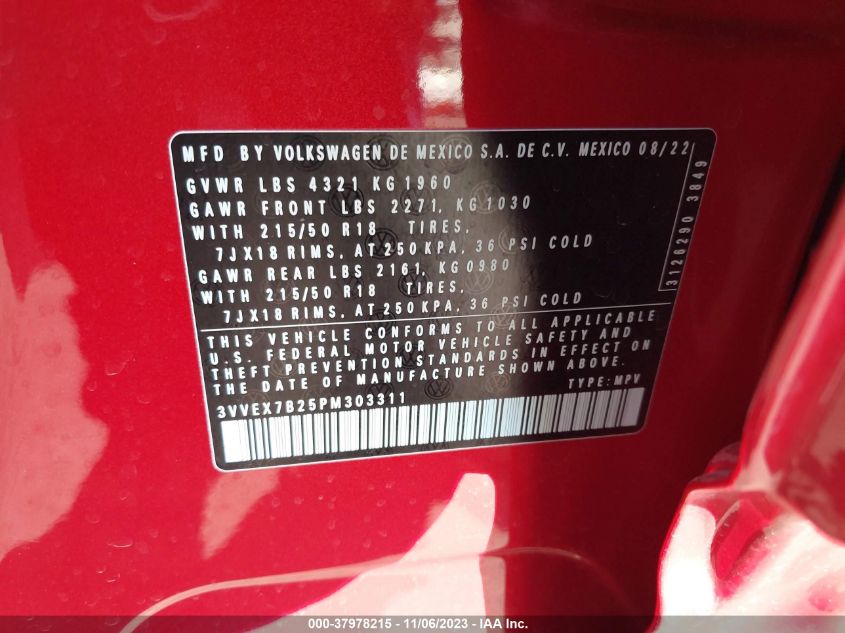 MFD BY VOLKSWAGEN DE MEXICO S.A. DE C.V. MEXICO 08/22
GVWR LBS 4321 KG 1960
GAWR FRONT LBS 2271, KG 1030
WITH 215/50 R18 TIRES,
7JX18 RIMS, AT 250 KPA, 36 PSI COLD
GAWR REAR LBS 2161, KG 0980
WITH 215/50 R18 TIRES,
7JX18 RIMS, AT 250 KPA, 36 PSI COLD
3126290 3849
THIS VEHICLE CONFORMS TO ALL APPLICABLE
U.S. FEDERAL MOTOR VEHICLE SAFETY AND
THEFT PREVENTION STANDARDS IN EFFECT ON
THE DATE OF MANUFACTURE SHOWN ABOVE.
3VVEX7B25PM303311 TYPE: MPV
000-37978215 - 11/06/2023 - IAA Inc.